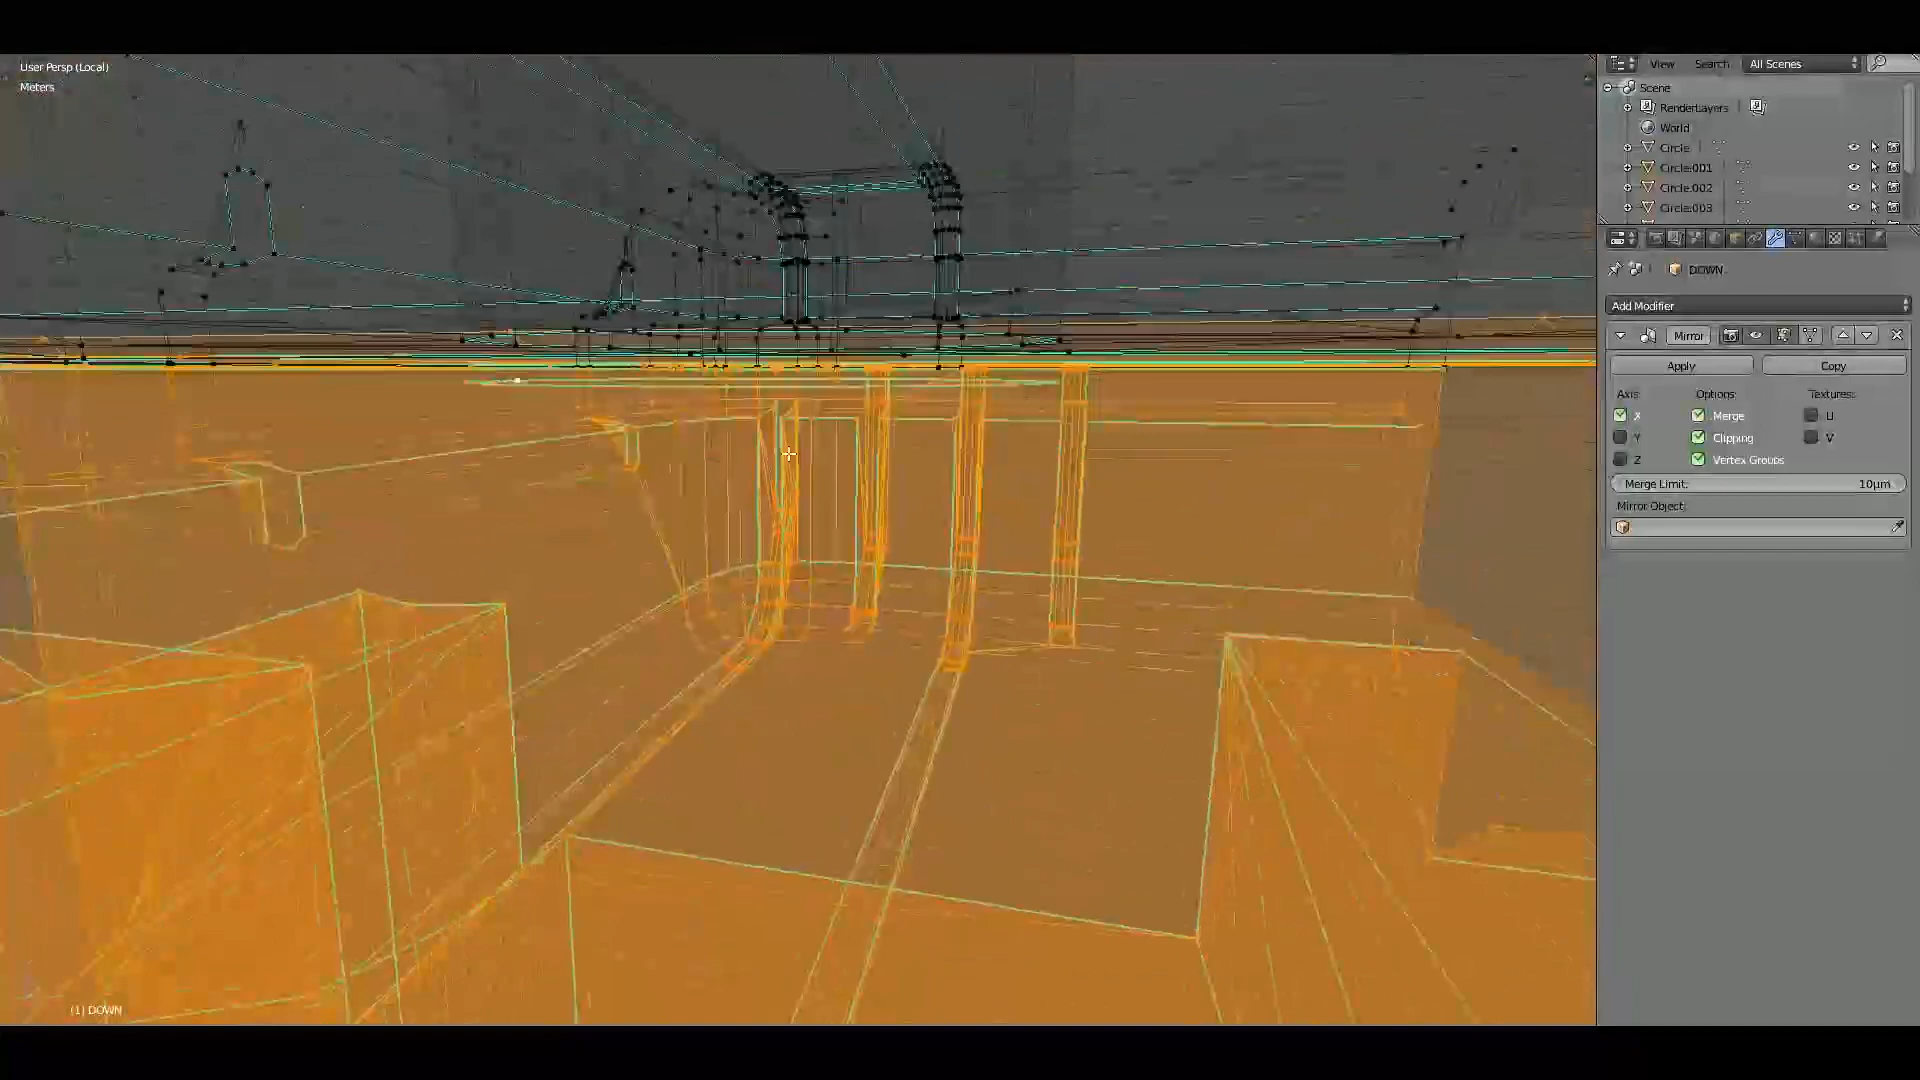 User Persp (Local)
Meters
View Search All Scenes
Scene
RenderLayers
World
Circle
Circle.001
Circle.002
Circle.003
DOWN
Add Modifier
Mirror
Apply Copy
Axis: Options: Textures:
X Merge U
Y Clipping V
Z Vertex Groups
Merge Limit: 10µm
Mirror Object:
(1) DOWN